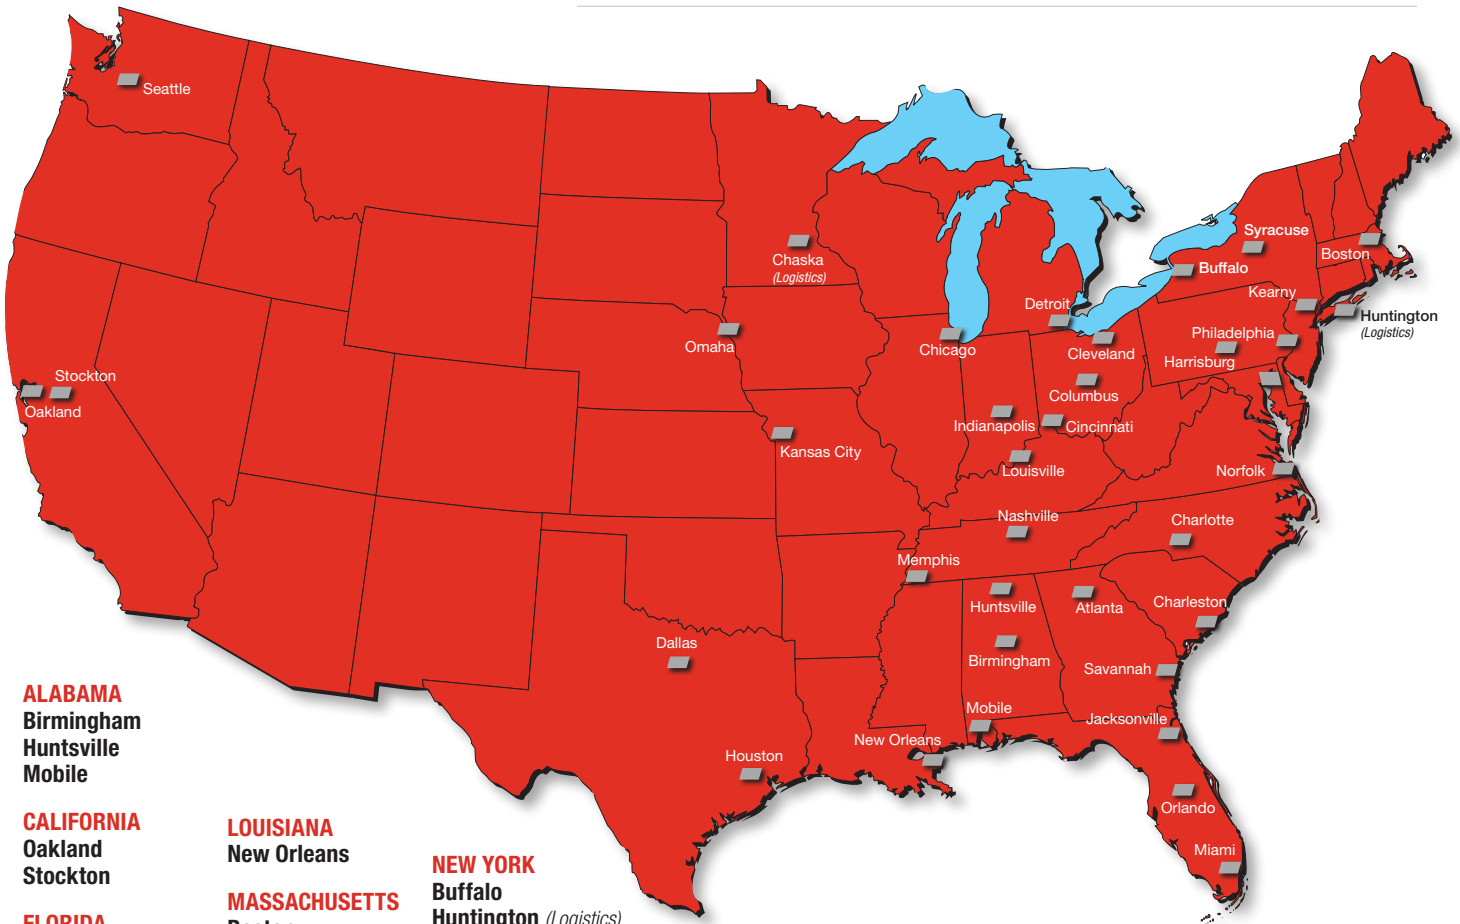 Seattle
Syracuse
Boston
Chaska
(Logistics)
Buffalo
Kearny
Detroit
Huntington
(Logistics)
Philadelphia
Omaha
Chicago
Cleveland
Harrisburg
Stockton
Columbus
Oakland
Indianapolis
Cincinnati
Kansas City
Louisville
Norfolk
Nashville
Charlotte
Memphis
Huntsville
Atlanta
Charleston
Dallas
Birmingham
Savannah
Mobile
Jacksonville
New Orleans
Houston
Orlando
Miami
ALABAMA
Birmingham
Huntsville
Mobile
CALIFORNIA
Oakland
Stockton
FLORIDA
LOUISIANA
New Orleans
MASSACHUSETTS
Boston
NEW YORK
Buffalo
Huntington (Logistics)